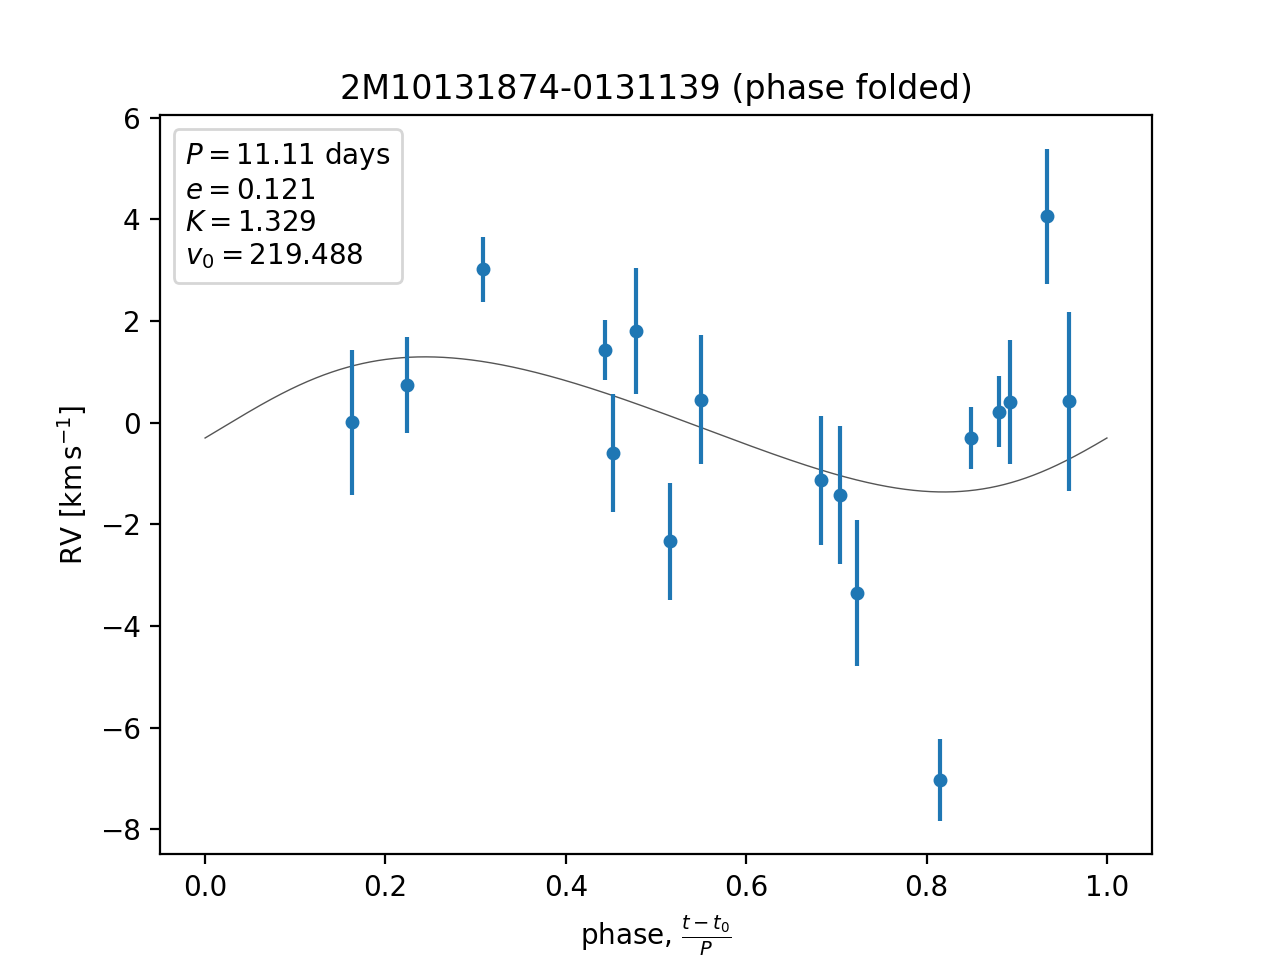 2M10131874-0131139 (phase folded)
P = 11.11 days
e = 0.121
K = 1.329
v₀ = 219.488
RV [km s⁻¹]
6
4
2
0
−2
−4
−6
−8
0.0 0.2 0.4 0.6 0.8 1.0
phase, (t − t₀)/P